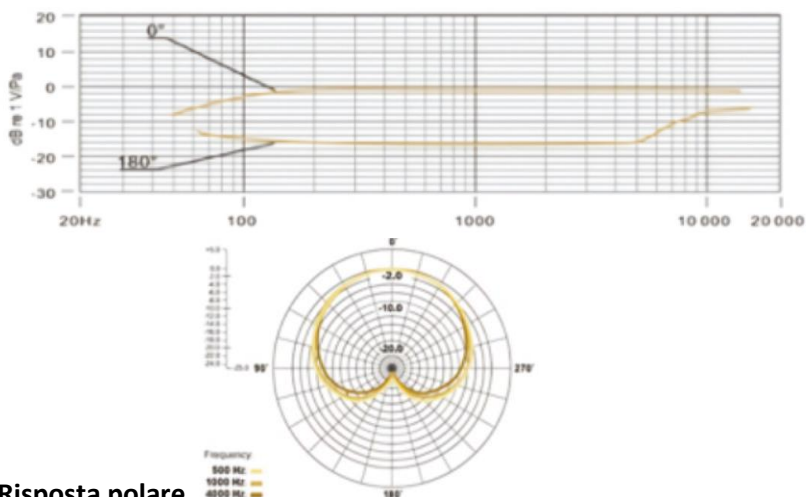 20
0°
10
0
dB re 1 V/Pa
-10
-20
180°
-30
20Hz 100 1000 10 000 20 000
0°
-2.0
-10.0
-20.0
-25.0 90° 270°
Frequency
500 Hz
1000 Hz
4000 Hz
Risposta polare
180°